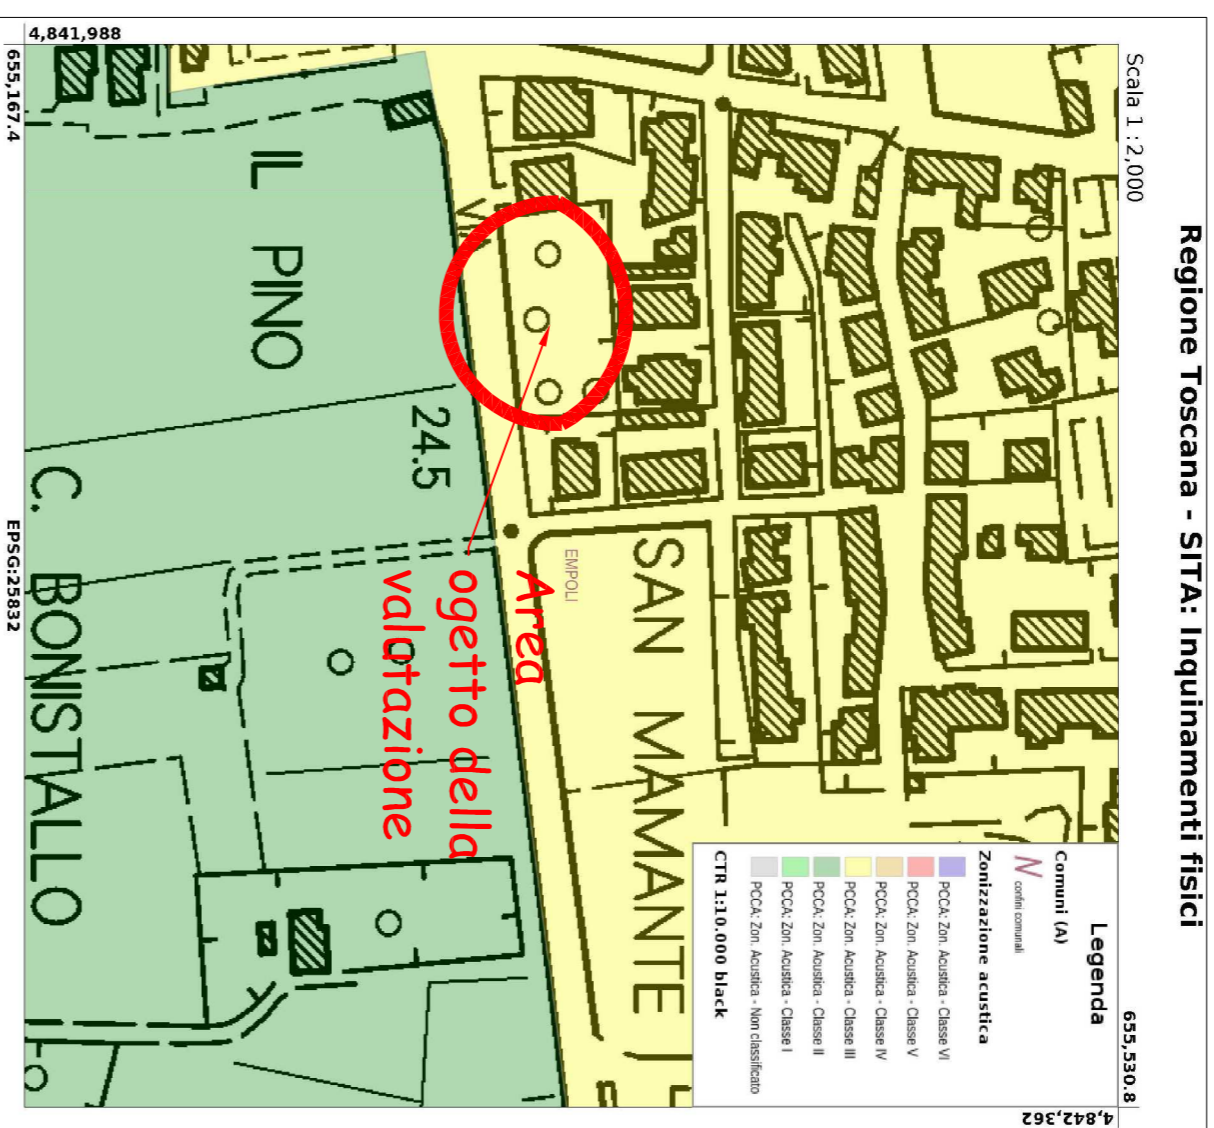 Regione Toscana - SITA: Inquinamenti fisici
Scala 1 : 2,000
655,530.8
4,842,362
4,841,988
655,167.4
EPSG:25832
IL PINO
VIA
24.5
C. BONISTALLO
SAN MAMANTE
EMPOLI
Area
ogetto della
valutazione
Legenda
Comuni (A)
confini comunali
Zonizzazione acustica
PCCA: Zon. Acustica - Classe VI
PCCA: Zon. Acustica - Classe V
PCCA: Zon. Acustica - Classe IV
PCCA: Zon. Acustica - Classe III
PCCA: Zon. Acustica - Classe II
PCCA: Zon. Acustica - Classe I
PCCA: Zon. Acustica - Non classificato
CTR 1:10.000 black